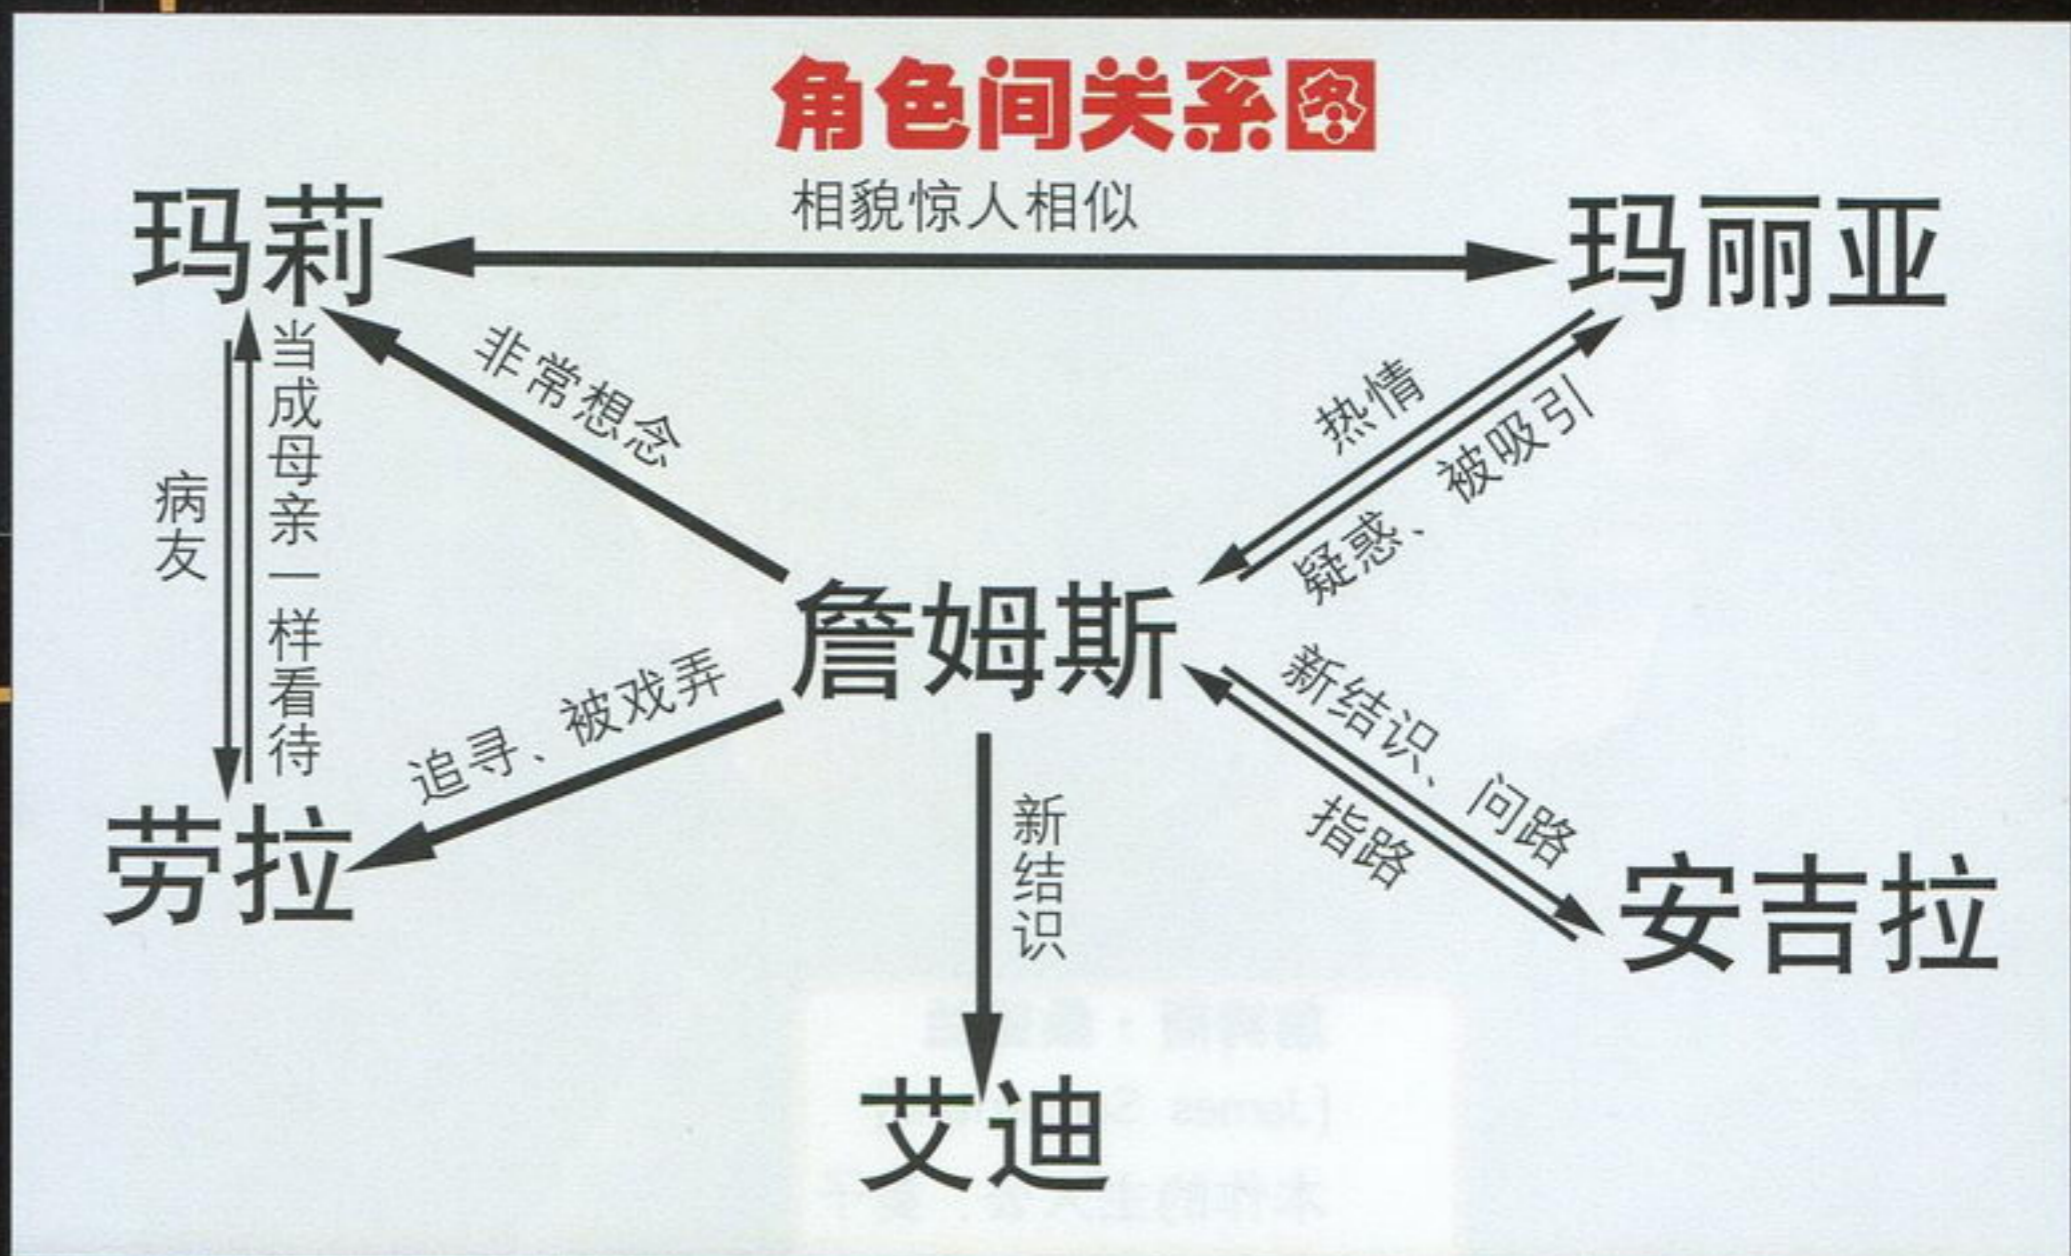 角色间关系图
相貌惊人相似
玛莉
玛丽亚
当成母亲一样看待
非常想念
热情
疑惑、被吸引
病友
詹姆斯
追寻、被戏弄
新结识、问路
指路
新结识
劳拉
安吉拉
艾迪